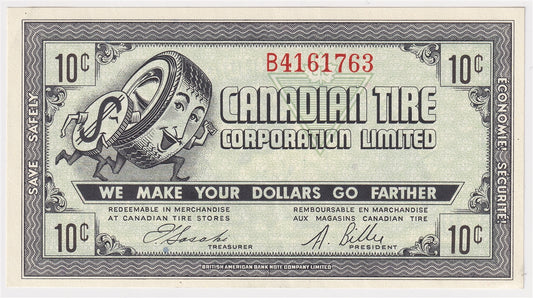 10¢
B4161763
10¢
CANADIAN TIRE
CORPORATION LIMITED
SAVE SAFELY
ECONOMIE! SÉCURITÉ!
$
WE MAKE YOUR DOLLARS GO FARTHER
REDEEMABLE IN MERCHANDISE
AT CANADIAN TIRE STORES
REMBOURSABLE EN MARCHANDISE
AUX MAGASINS CANADIAN TIRE
10¢
TREASURER
A. Billes
PRESIDENT
10¢
BRITISH AMERICAN BANK NOTE COMPANY LIMITED